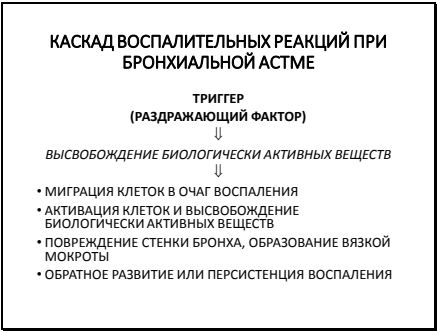 КАСКАД ВОСПАЛИТЕЛЬНЫХ РЕАКЦИЙ ПРИ
БРОНХИАЛЬНОЙ АСТМЕ
ТРИГГЕР
(РАЗДРАЖАЮЩИЙ ФАКТОР)
⇓
ВЫСВОБОЖДЕНИЕ БИОЛОГИЧЕСКИ АКТИВНЫХ ВЕЩЕСТВ
⇓
• МИГРАЦИЯ КЛЕТОК В ОЧАГ ВОСПАЛЕНИЯ
• АКТИВАЦИЯ КЛЕТОК И ВЫСВОБОЖДЕНИЕ
БИОЛОГИЧЕСКИ АКТИВНЫХ ВЕЩЕСТВ
• ПОВРЕЖДЕНИЕ СТЕНКИ БРОНХА, ОБРАЗОВАНИЕ ВЯЗКОЙ
МОКРОТЫ
• ОБРАТНОЕ РАЗВИТИЕ ИЛИ ПЕРСИСТЕНЦИЯ ВОСПАЛЕНИЯ